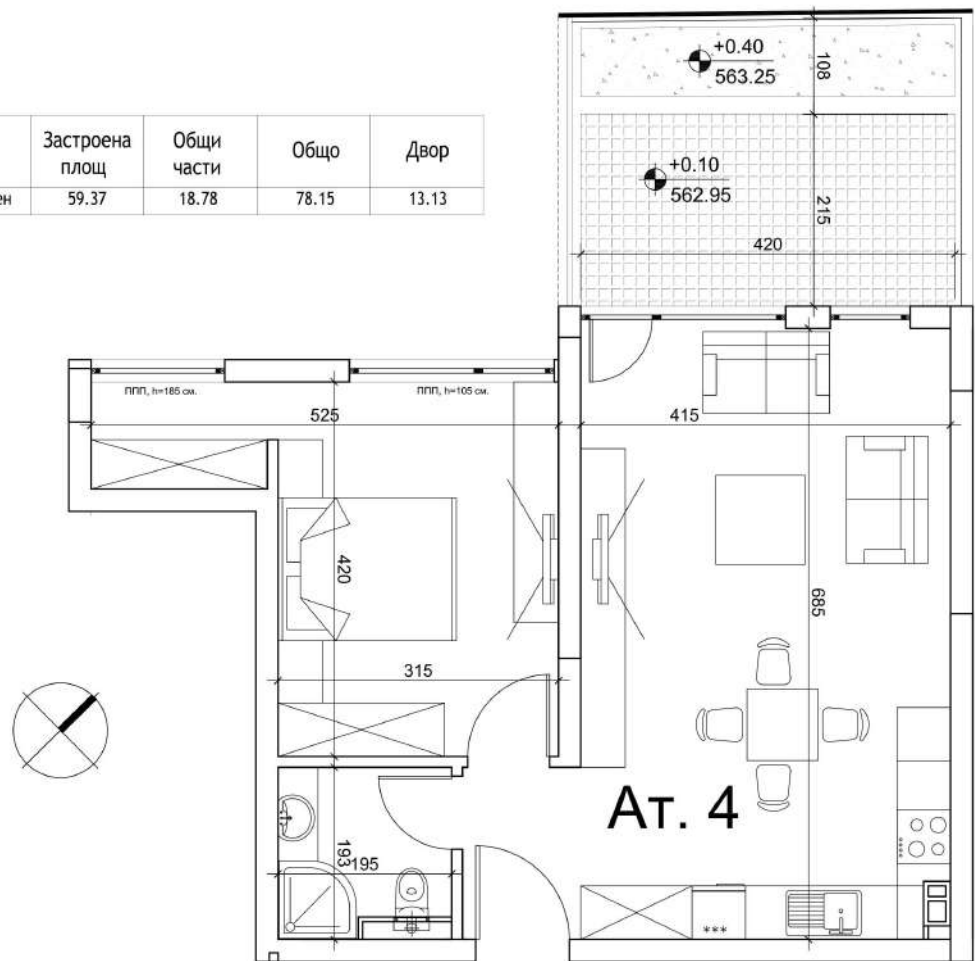 +0.40
563.25
108
Застроена площ
Общи части
Общо
Двор
ен
59.37
18.78
78.15
13.13
+0.10
562.95
215
420
ППП, h=185 см.
ППП, h=105 см.
525
415
420
685
315
Ат. 4
193
195
***